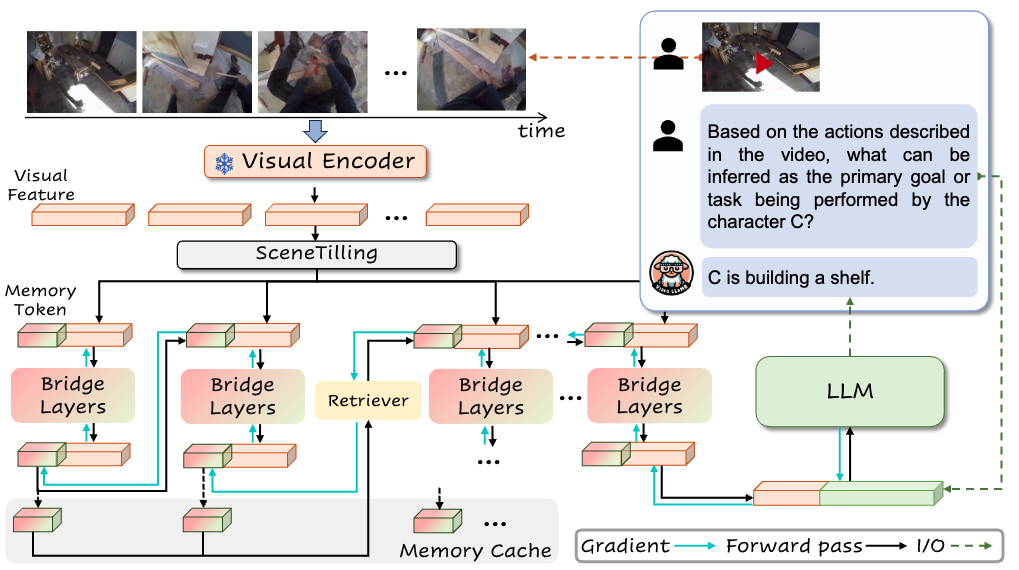 time
Visual Encoder
Visual
Feature
SceneTilling
Memory
Token
Bridge
Layers
Bridge
Layers
Retriever
Bridge
Layers
Bridge
Layers
Memory Cache
Based on the actions described
in the video, what can be
inferred as the primary goal or
task being performed by the
character C?
C is building a shelf.
LLM
Gradient
Forward pass
I/O